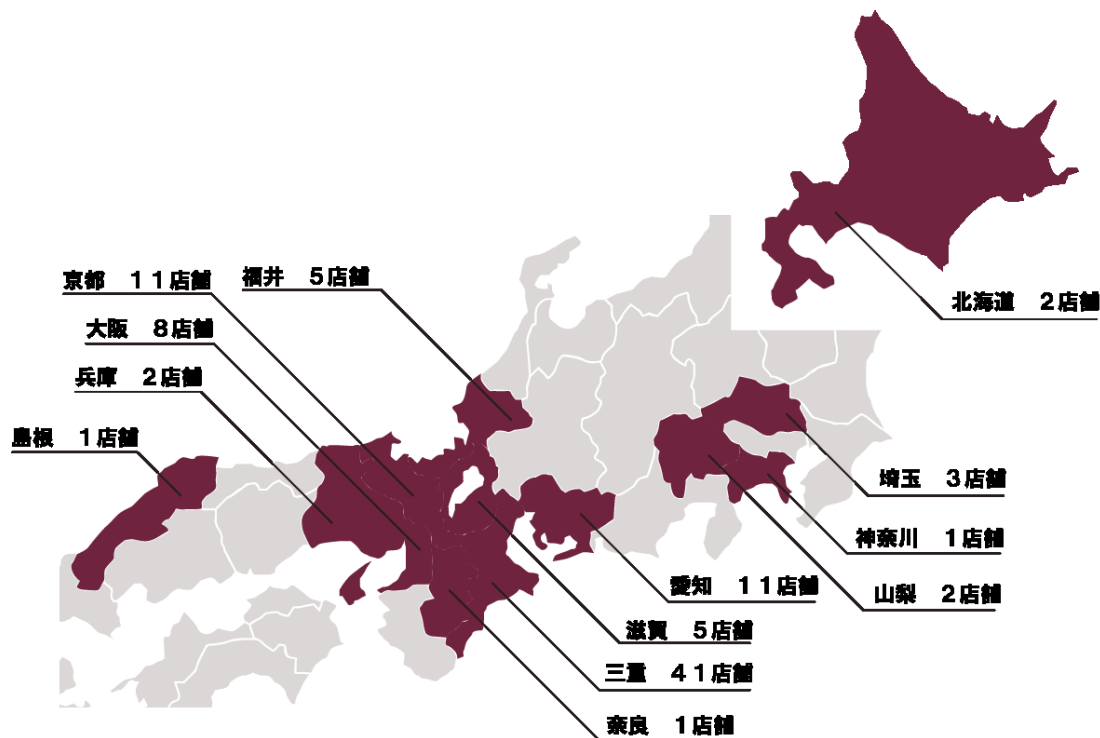 京都　１１店舗
福井　５店舗
北海道　２店舗
大阪　８店舗
兵庫　２店舗
島根　１店舗
埼玉　３店舗
神奈川　１店舗
愛知　１１店舗
山梨　２店舗
滋賀　５店舗
三重　４１店舗
奈良　１店舗